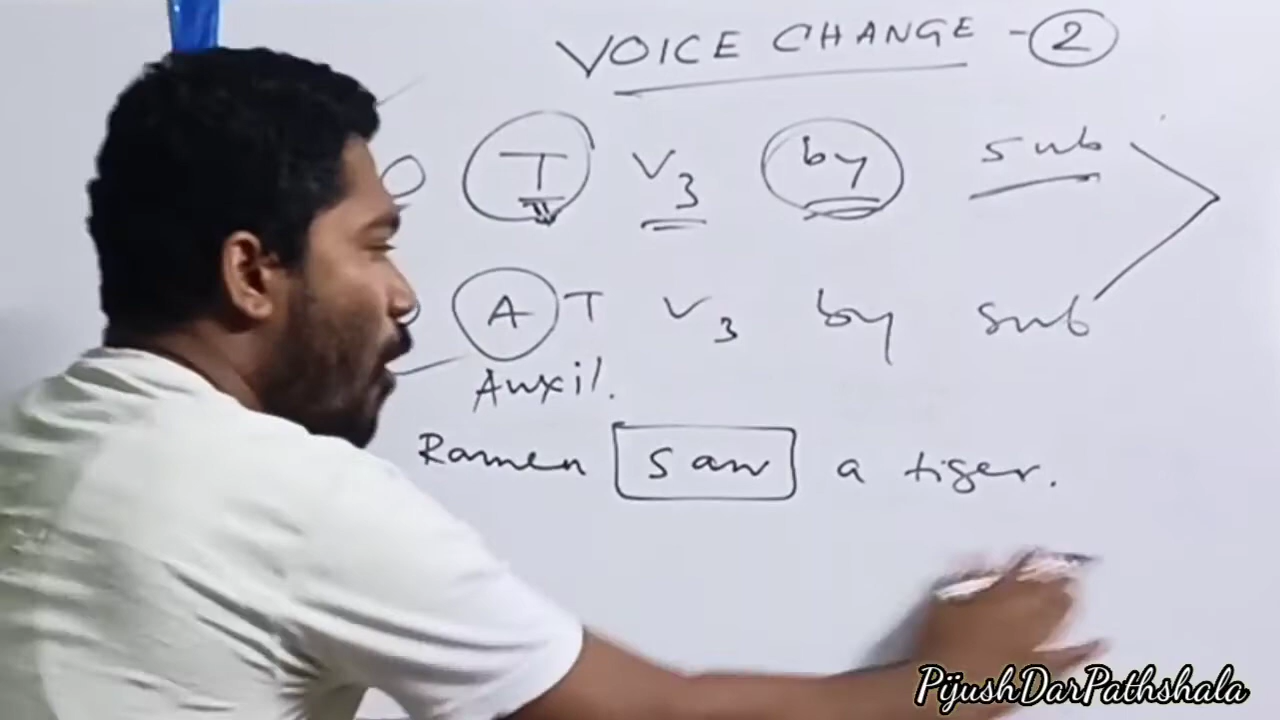 VOICE CHANGE - 2
O T V3 by sub
A T V3 by sub
Auxil.
Ramen saw a tiger.
PijushDarPathshala